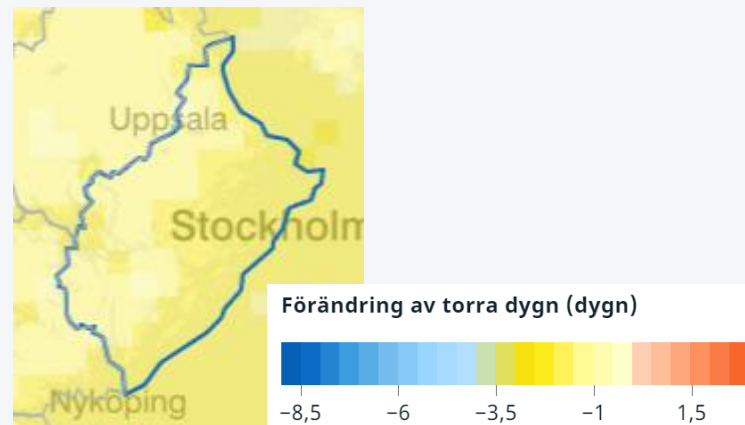 Uppsala
Stockholm
Nyköping
Förändring av torra dygn (dygn)
−8,5 −6 −3,5 −1 1,5